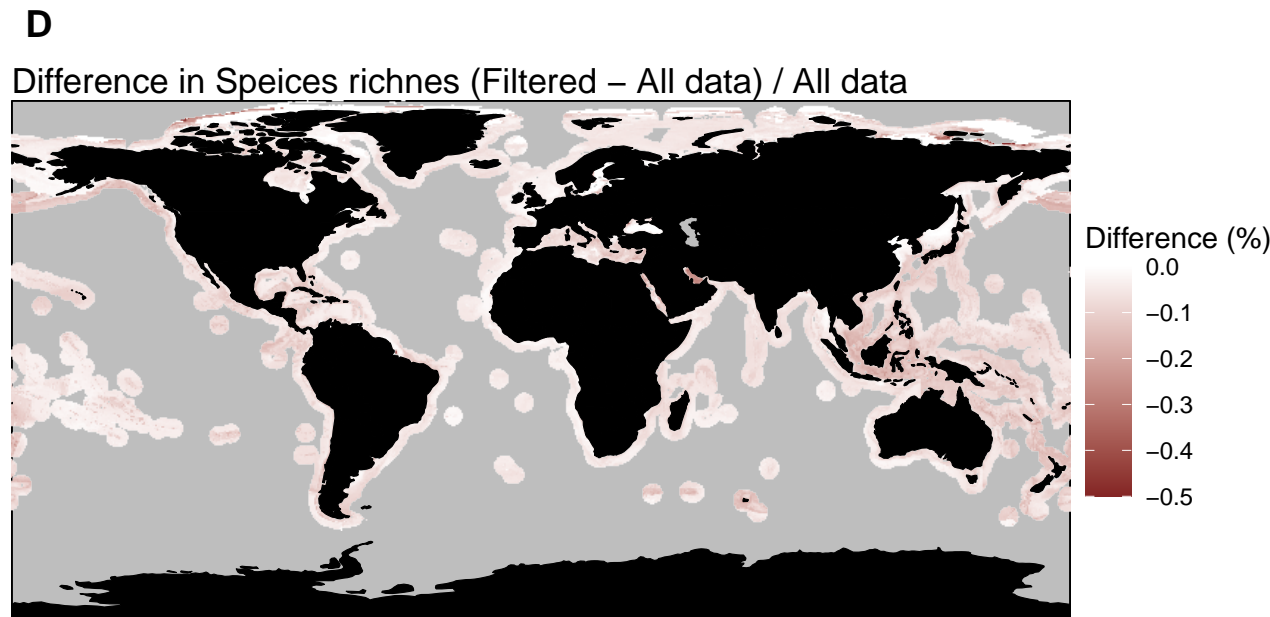 D
Difference in Speices richnes (Filtered − All data) / All data
Difference (%)
0.0
−0.1
−0.2
−0.3
−0.4
−0.5